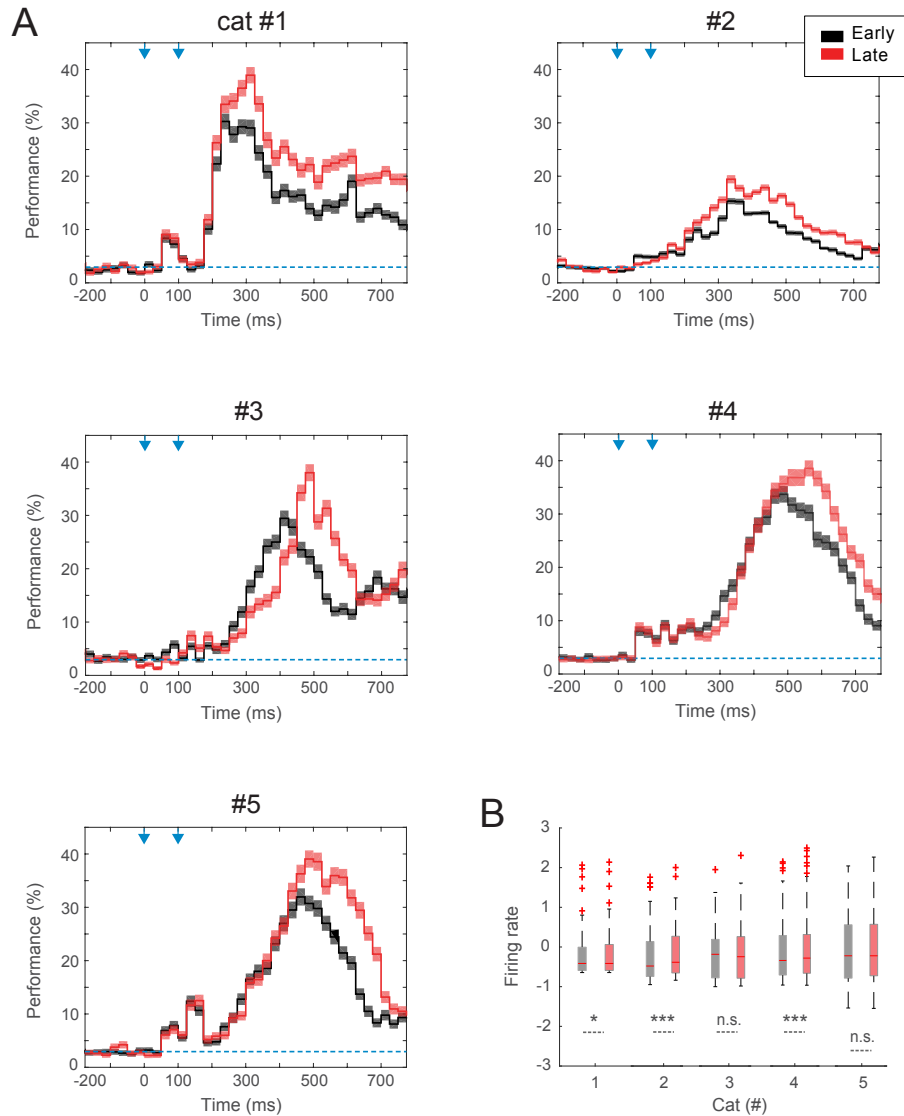 A
cat #1
#2
Early
Late
Performance (%)
40
30
20
10
0
-200 0 100 300 500 700
Time (ms)
40
30
20
10
0
-200 0 100 300 500 700
Time (ms)
#3
#4
Performance (%)
40
30
20
10
0
-200 0 100 300 500 700
Time (ms)
40
30
20
10
0
-200 0 100 300 500 700
Time (ms)
#5
Performance (%)
40
30
20
10
0
-200 0 100 300 500 700
Time (ms)
B
Firing rate
3
2
1
-0
-1
-2
-3
* *** n.s. *** n.s.
1 2 3 4 5
Cat (#)